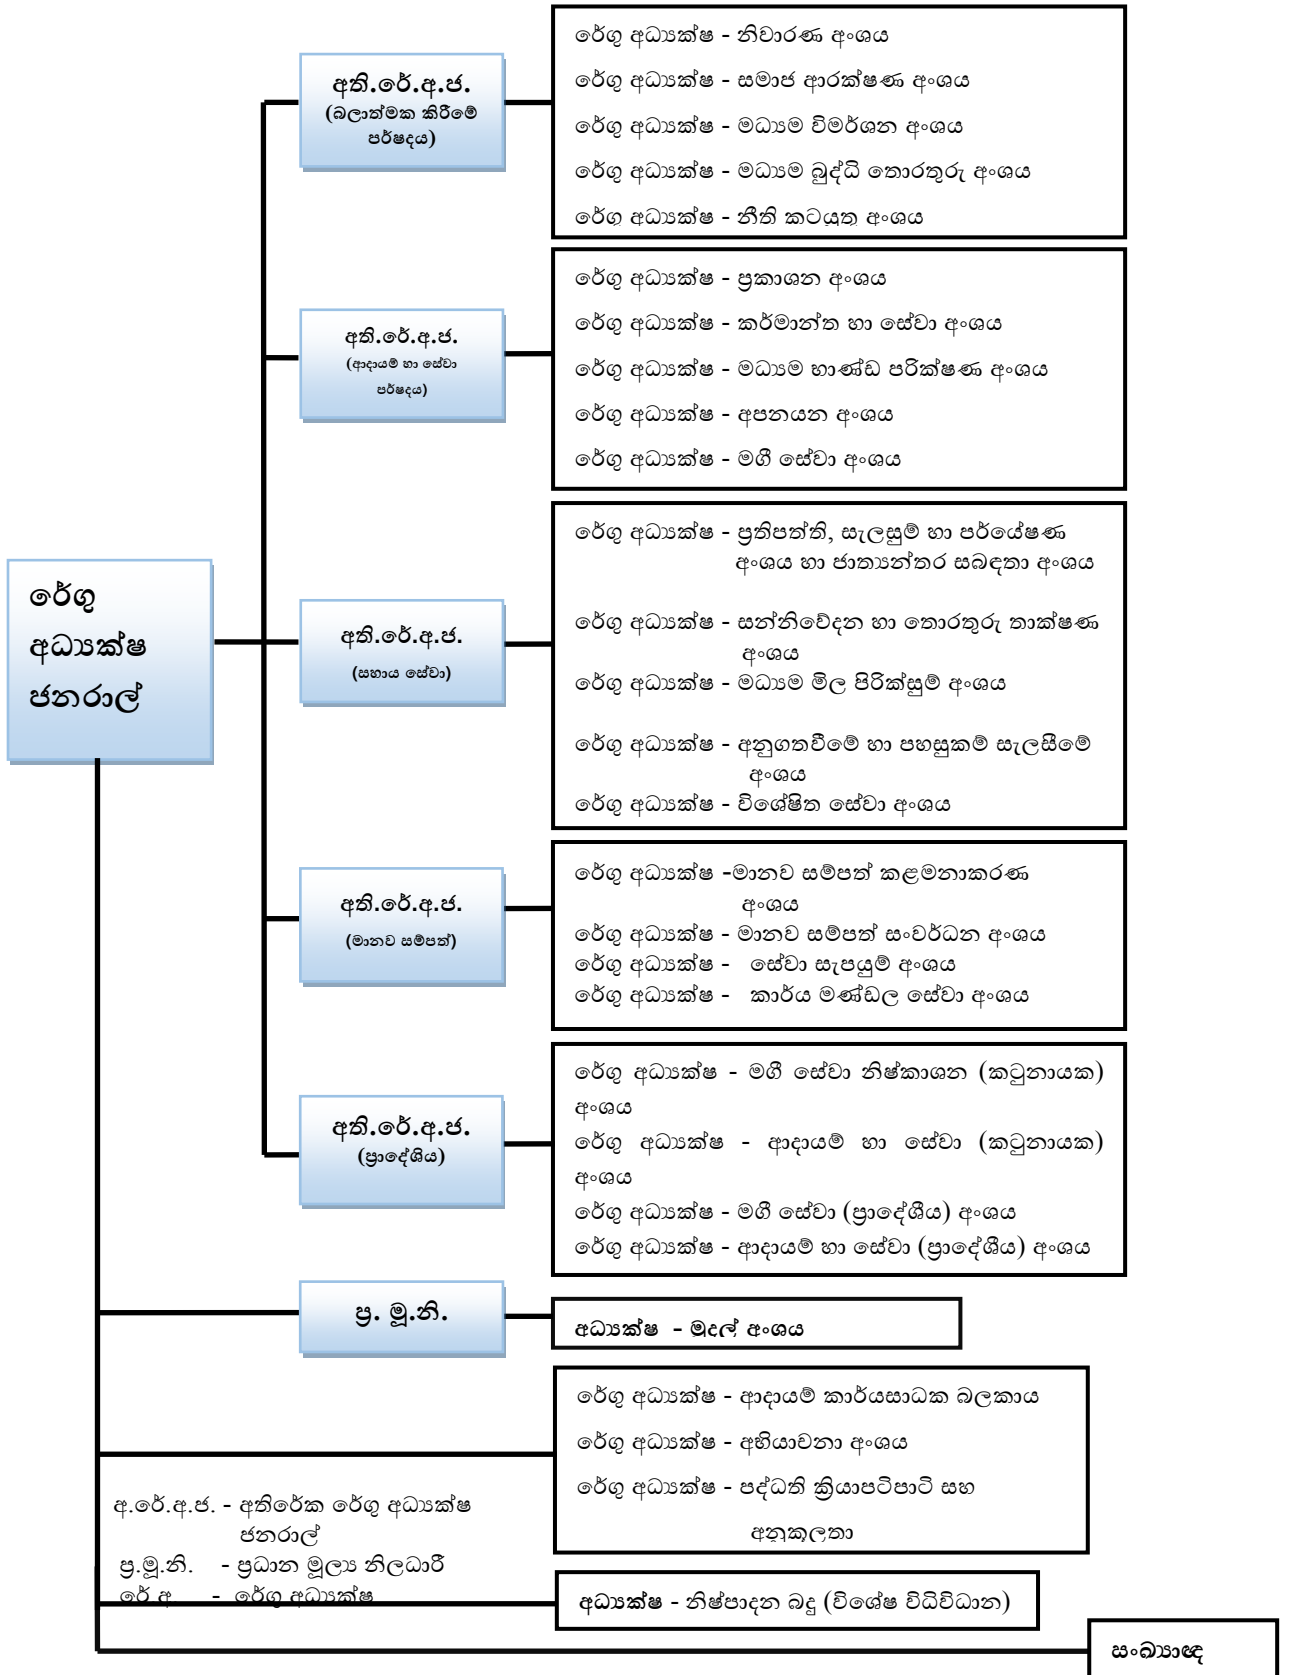 රේගු
අධ්‍යක්ෂ
ජනරාල්
අති.රේ.අ.ජ.
(බලාත්මක කිරීමේ
පර්ෂදය)
රේගු අධ්‍යක්ෂ - නිවාරණ අංශය
රේගු අධ්‍යක්ෂ - සමාජ ආරක්ෂණ අංශය
රේගු අධ්‍යක්ෂ - මධ්‍යම විමර්ශන අංශය
රේගු අධ්‍යක්ෂ - මධ්‍යම බුද්ධි තොරතුරු අංශය
රේගු අධ්‍යක්ෂ - නීති කටයුතු අංශය
අති.රේ.අ.ජ.
(ආදායම් හා සේවා
පර්ෂදය)
රේගු අධ්‍යක්ෂ - ප්‍රකාශන අංශය
රේගු අධ්‍යක්ෂ - කර්මාන්ත හා සේවා අංශය
රේගු අධ්‍යක්ෂ - මධ්‍යම භාණ්ඩ පරික්ෂණ අංශය
රේගු අධ්‍යක්ෂ - අපනයන අංශය
රේගු අධ්‍යක්ෂ - මගී සේවා අංශය
අති.රේ.අ.ජ.
(සහාය සේවා)
රේගු අධ්‍යක්ෂ - ප්‍රතිපත්ති, සැලසුම් හා පර්යේෂණ
අංශය හා ජාත්‍යන්තර සබඳතා අංශය
රේගු අධ්‍යක්ෂ - සන්නිවේදන හා තොරතුරු තාක්ෂණ
අංශය
රේගු අධ්‍යක්ෂ - මධ්‍යම මිල පිරික්සුම් අංශය
රේගු අධ්‍යක්ෂ - අනුගතවීමේ හා පහසුකම් සැලසීමේ
අංශය
රේගු අධ්‍යක්ෂ - විශේෂිත සේවා අංශය
අති.රේ.අ.ජ.
(මානව සම්පත්)
රේගු අධ්‍යක්ෂ -මානව සම්පත් කළමනාකරණ
අංශය
රේගු අධ්‍යක්ෂ - මානව සම්පත් සංවර්ධන අංශය
රේගු අධ්‍යක්ෂ - සේවා සැපයුම් අංශය
රේගු අධ්‍යක්ෂ - කාර්ය මණ්ඩල සේවා අංශය
අති.රේ.අ.ජ.
(ප්‍රාදේශිය)
රේගු අධ්‍යක්ෂ - මගී සේවා නිෂ්කාශන (කටුනායක)
අංශය
රේගු අධ්‍යක්ෂ - ආදායම් හා සේවා (කටුනායක)
අංශය
රේගු අධ්‍යක්ෂ - මගී සේවා (ප්‍රාදේශීය) අංශය
රේගු අධ්‍යක්ෂ - ආදායම් හා සේවා (ප්‍රාදේශීය) අංශය
ප්‍ර. මූ.නි.
අධ්‍යක්ෂ - මුදල් අංශය
රේගු අධ්‍යක්ෂ - ආදායම් කාර්යසාධක බලකාය
රේගු අධ්‍යක්ෂ - අභියාචනා අංශය
රේගු අධ්‍යක්ෂ - පද්ධති ක්‍රියාපටිපාටි සහ
අනුකූලතා
අ.රේ.අ.ජ. - අතිරේක රේගු අධ්‍යක්ෂ
ජනරාල්
ප්‍ර.මූ.නි. - ප්‍රධාන මූල්‍ය නිලධාරී
රේ අ - රේගු අධ්‍යක්ෂ
අධ්‍යක්ෂ - නිෂ්පාදන බදු (විශේෂ විධිවිධාන)
සංඛ්‍යාඥ